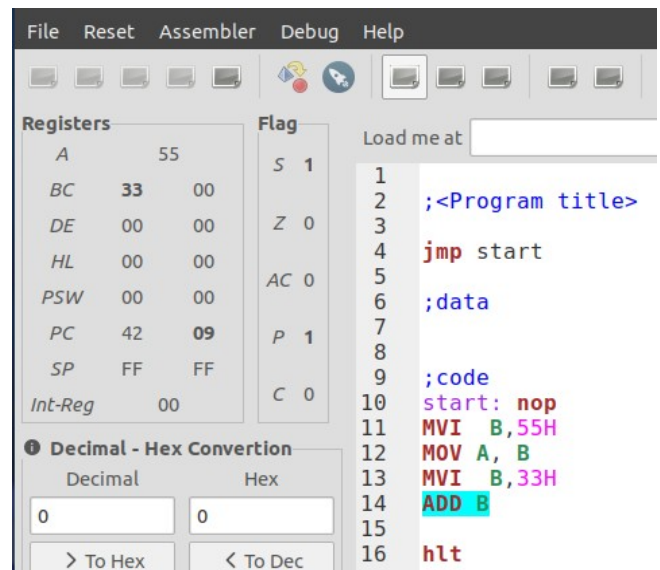 File Reset Assembler Debug Help
Registers
A 55
BC 33 00
DE 00 00
HL 00 00
PSW 00 00
PC 42 09
SP FF FF
Int-Reg 00
Flag
S 1
Z 0
AC 0
P 1
C 0
Decimal - Hex Convertion
Decimal Hex
0 0
> To Hex < To Dec
Load me at
1
2 ;<Program title>
3
4 jmp start
5
6 ;data
7
8
9 ;code
10 start: nop
11 MVI B,55H
12 MOV A, B
13 MVI B,33H
14 ADD B
15
16 hlt